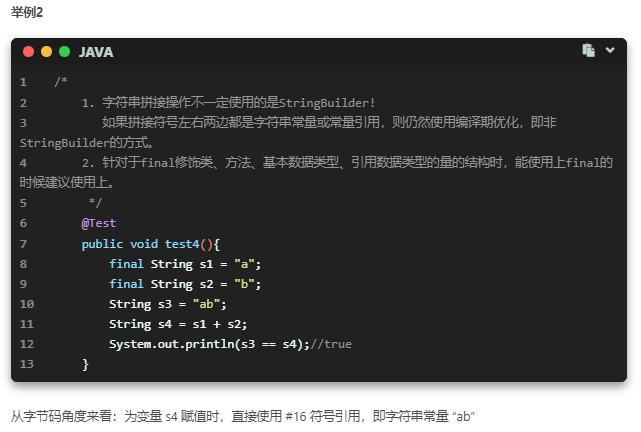 举例2
JAVA
1 /*
2 1. 字符串拼接操作不一定使用的是StringBuilder!
3 如果拼接符号左右两边都是字符串常量或常量引用，则仍然使用编译期优化，即非
StringBuilder的方式。
4 2. 针对于final修饰类、方法、基本数据类型、引用数据类型的量的结构时，能使用上final的
时候建议使用上。
5 */
6 @Test
7 public void test4(){
8 final String s1 = "a";
9 final String s2 = "b";
10 String s3 = "ab";
11 String s4 = s1 + s2;
12 System.out.println(s3 == s4);//true
13 }
从字节码角度来看：为变量 s4 赋值时，直接使用 #16 符号引用，即字符串常量 “ab”